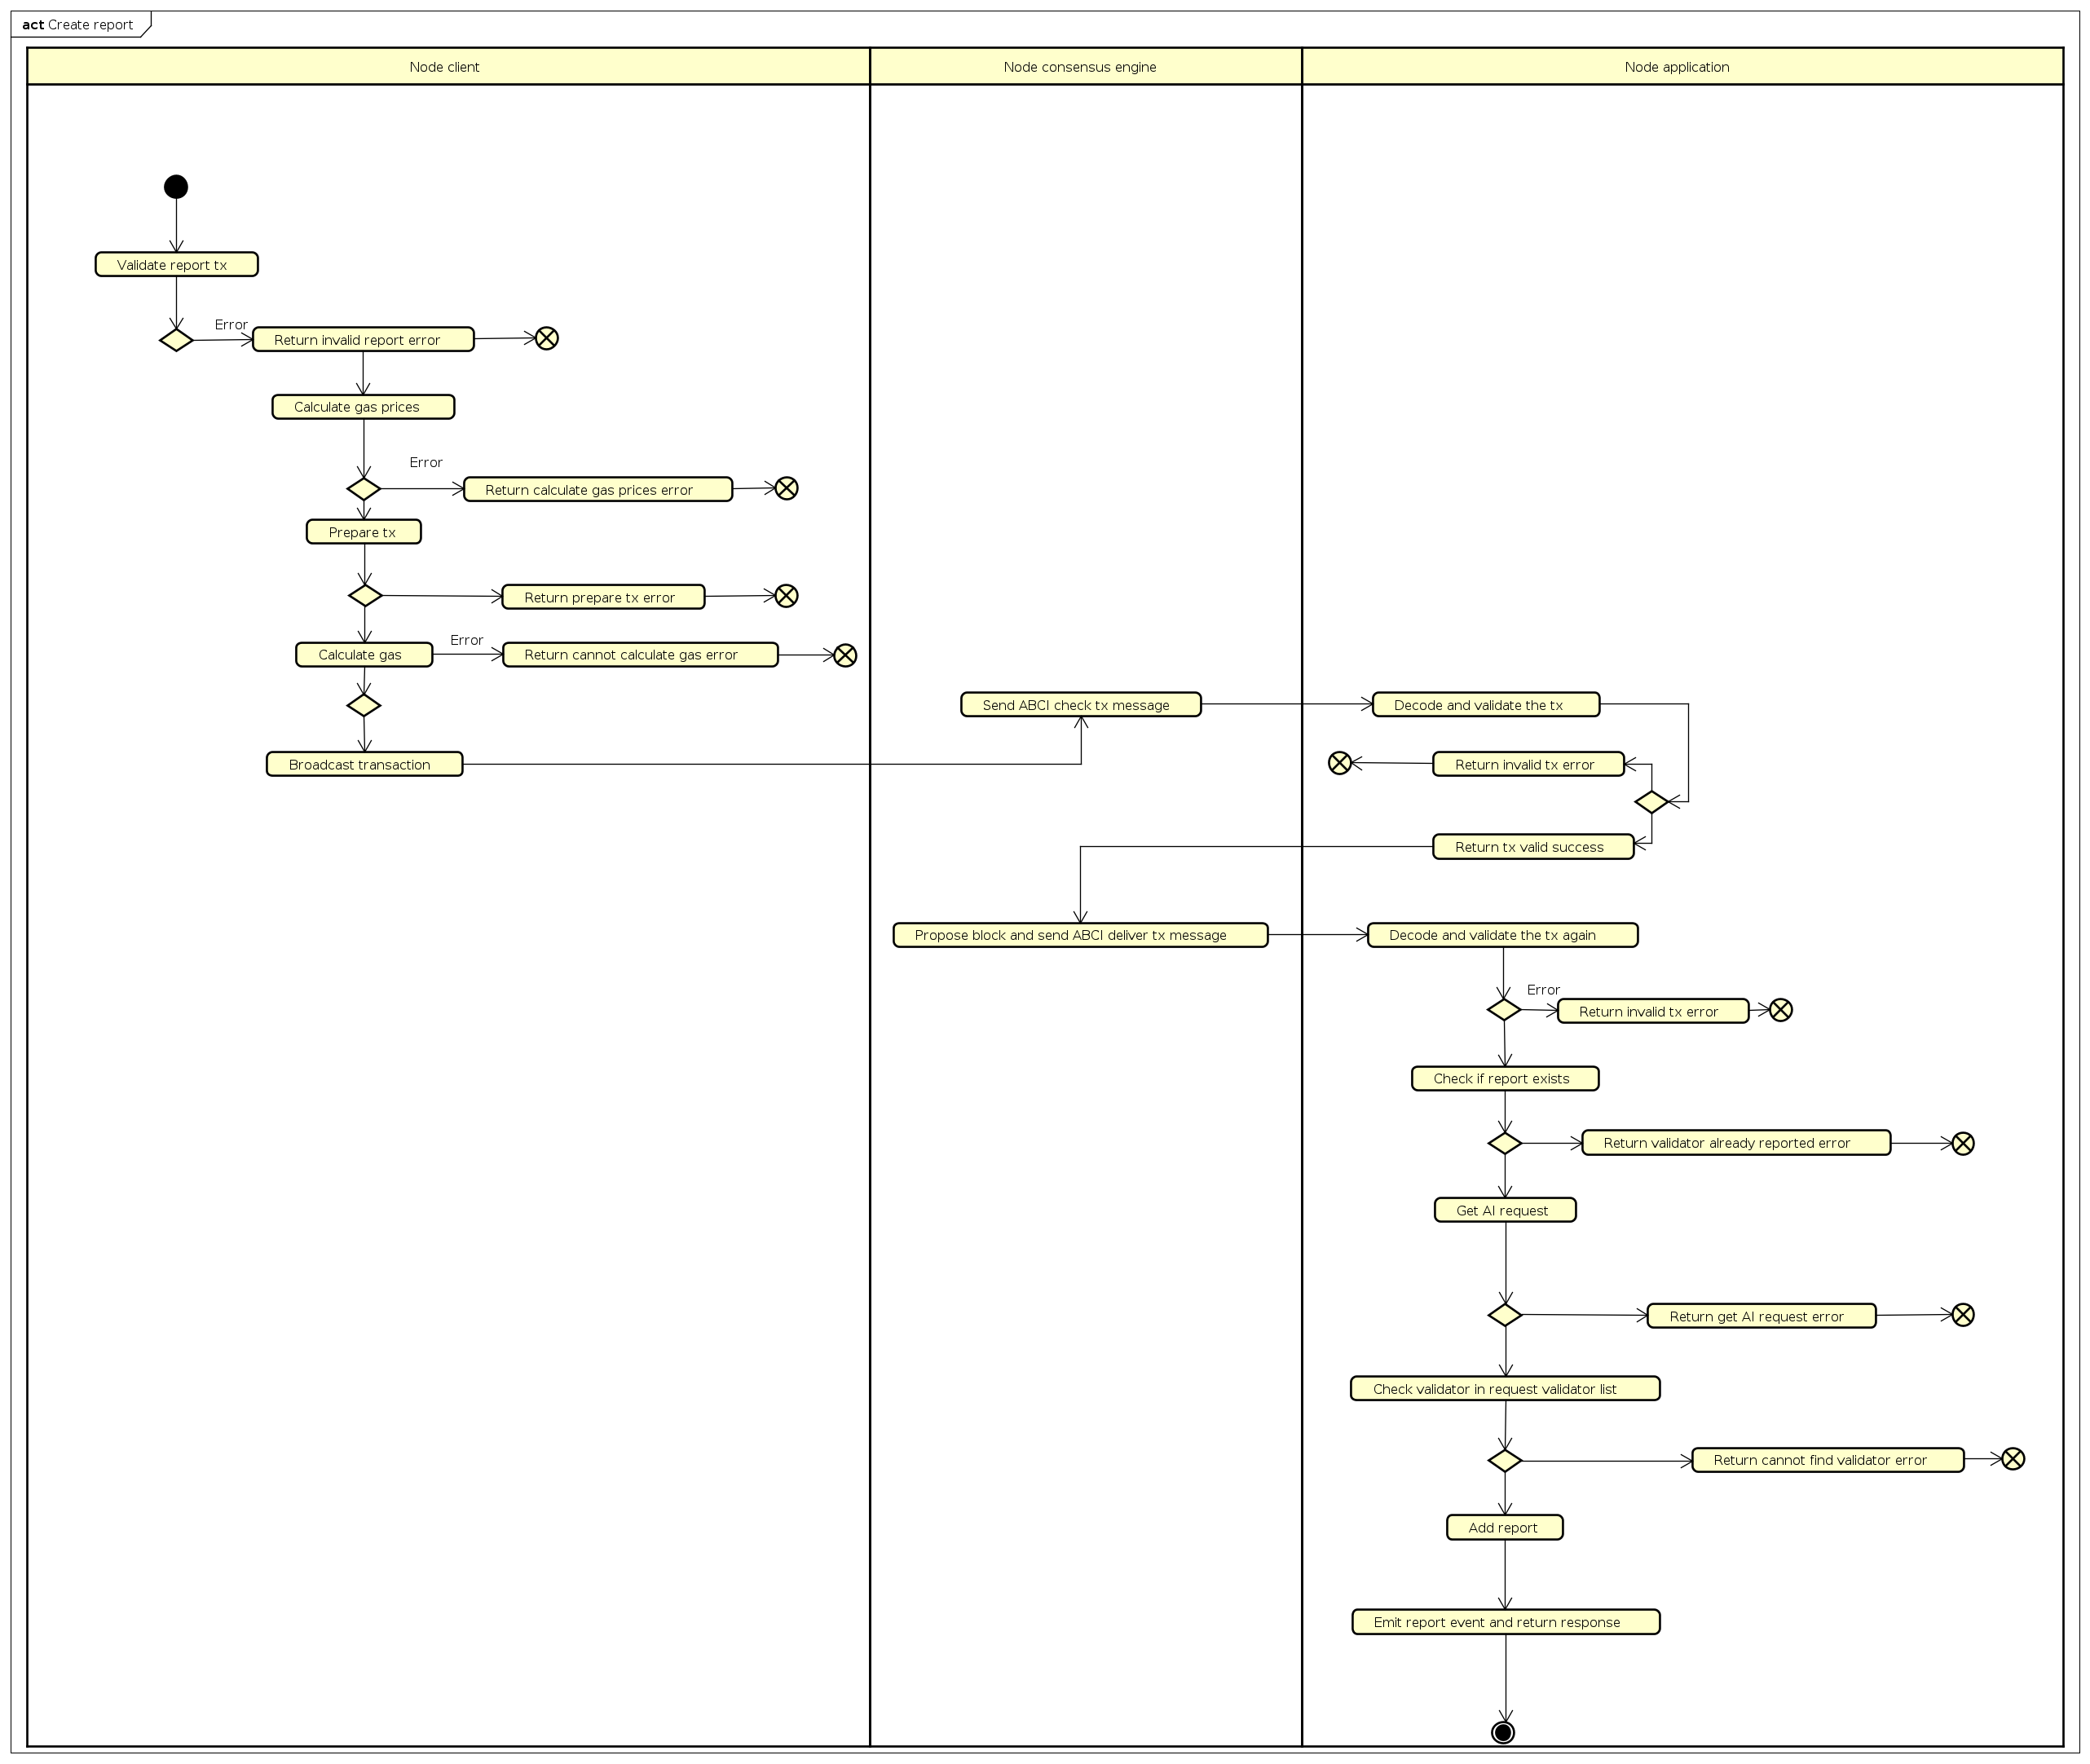 act Create report
Node client
Node consensus engine
Node application
Validate report tx
Error
Return invalid report error
Calculate gas prices
Error
Return calculate gas prices error
Prepare tx
Return prepare tx error
Calculate gas
Error
Return cannot calculate gas error
Broadcast transaction
Send ABCI check tx message
Decode and validate the tx
Return invalid tx error
Return tx valid success
Propose block and send ABCI deliver tx message
Decode and validate the tx again
Error
Return invalid tx error
Check if report exists
Return validator already reported error
Get AI request
Return get AI request error
Check validator in request validator list
Return cannot find validator error
Add report
Emit report event and return response